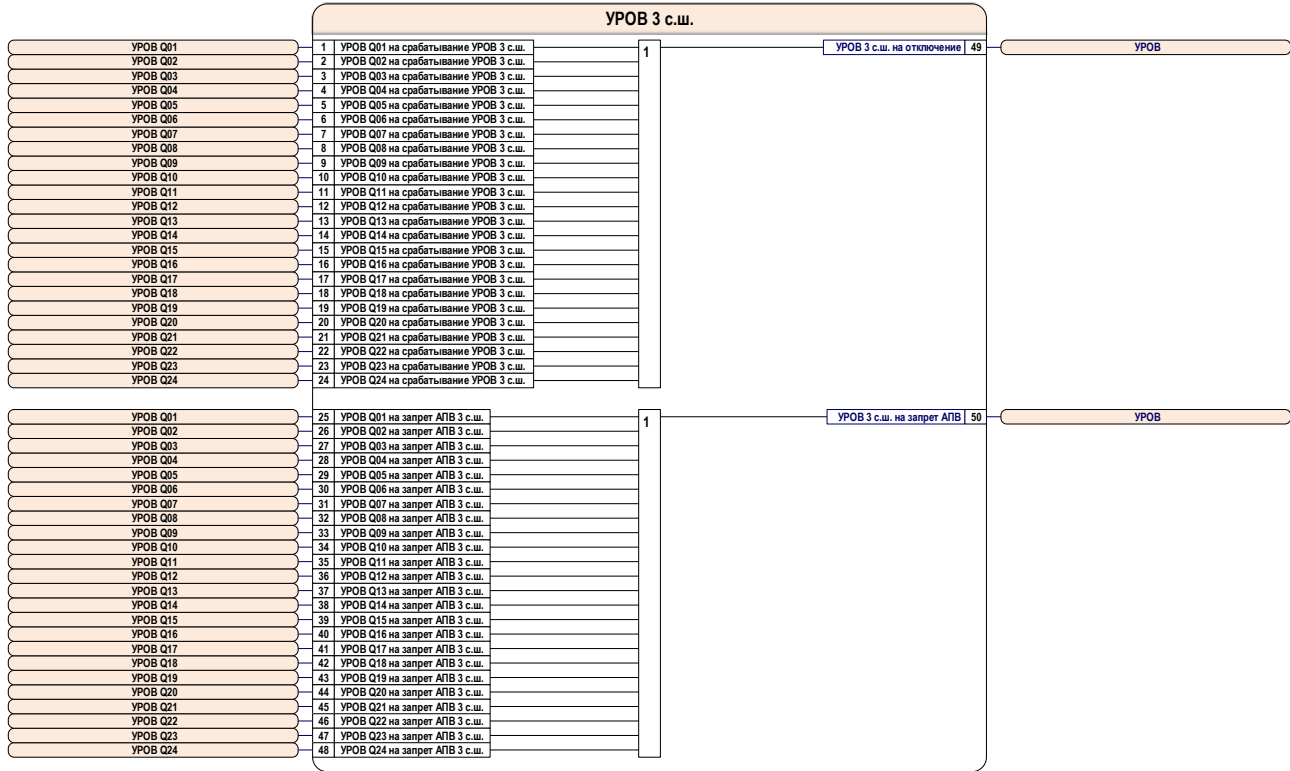 УРОВ 3 с.ш.
УРОВ Q01 1 УРОВ Q01 на срабатывание УРОВ 3 с.ш. 1 УРОВ 3 с.ш. на отключение 49 УРОВ
УРОВ Q02 2 УРОВ Q02 на срабатывание УРОВ 3 с.ш.
УРОВ Q03 3 УРОВ Q03 на срабатывание УРОВ 3 с.ш.
УРОВ Q04 4 УРОВ Q04 на срабатывание УРОВ 3 с.ш.
УРОВ Q05 5 УРОВ Q05 на срабатывание УРОВ 3 с.ш.
УРОВ Q06 6 УРОВ Q06 на срабатывание УРОВ 3 с.ш.
УРОВ Q07 7 УРОВ Q07 на срабатывание УРОВ 3 с.ш.
УРОВ Q08 8 УРОВ Q08 на срабатывание УРОВ 3 с.ш.
УРОВ Q09 9 УРОВ Q09 на срабатывание УРОВ 3 с.ш.
УРОВ Q10 10 УРОВ Q10 на срабатывание УРОВ 3 с.ш.
УРОВ Q11 11 УРОВ Q11 на срабатывание УРОВ 3 с.ш.
УРОВ Q12 12 УРОВ Q12 на срабатывание УРОВ 3 с.ш.
УРОВ Q13 13 УРОВ Q13 на срабатывание УРОВ 3 с.ш.
УРОВ Q14 14 УРОВ Q14 на срабатывание УРОВ 3 с.ш.
УРОВ Q15 15 УРОВ Q15 на срабатывание УРОВ 3 с.ш.
УРОВ Q16 16 УРОВ Q16 на срабатывание УРОВ 3 с.ш.
УРОВ Q17 17 УРОВ Q17 на срабатывание УРОВ 3 с.ш.
УРОВ Q18 18 УРОВ Q18 на срабатывание УРОВ 3 с.ш.
УРОВ Q19 19 УРОВ Q19 на срабатывание УРОВ 3 с.ш.
УРОВ Q20 20 УРОВ Q20 на срабатывание УРОВ 3 с.ш.
УРОВ Q21 21 УРОВ Q21 на срабатывание УРОВ 3 с.ш.
УРОВ Q22 22 УРОВ Q22 на срабатывание УРОВ 3 с.ш.
УРОВ Q23 23 УРОВ Q23 на срабатывание УРОВ 3 с.ш.
УРОВ Q24 24 УРОВ Q24 на срабатывание УРОВ 3 с.ш.
УРОВ Q01 25 УРОВ Q01 на запрет АПВ 3 с.ш. 1 УРОВ 3 с.ш. на запрет АПВ 50 УРОВ
УРОВ Q02 26 УРОВ Q02 на запрет АПВ 3 с.ш.
УРОВ Q03 27 УРОВ Q03 на запрет АПВ 3 с.ш.
УРОВ Q04 28 УРОВ Q04 на запрет АПВ 3 с.ш.
УРОВ Q05 29 УРОВ Q05 на запрет АПВ 3 с.ш.
УРОВ Q06 30 УРОВ Q06 на запрет АПВ 3 с.ш.
УРОВ Q07 31 УРОВ Q07 на запрет АПВ 3 с.ш.
УРОВ Q08 32 УРОВ Q08 на запрет АПВ 3 с.ш.
УРОВ Q09 33 УРОВ Q09 на запрет АПВ 3 с.ш.
УРОВ Q10 34 УРОВ Q10 на запрет АПВ 3 с.ш.
УРОВ Q11 35 УРОВ Q11 на запрет АПВ 3 с.ш.
УРОВ Q12 36 УРОВ Q12 на запрет АПВ 3 с.ш.
УРОВ Q13 37 УРОВ Q13 на запрет АПВ 3 с.ш.
УРОВ Q14 38 УРОВ Q14 на запрет АПВ 3 с.ш.
УРОВ Q15 39 УРОВ Q15 на запрет АПВ 3 с.ш.
УРОВ Q16 40 УРОВ Q16 на запрет АПВ 3 с.ш.
УРОВ Q17 41 УРОВ Q17 на запрет АПВ 3 с.ш.
УРОВ Q18 42 УРОВ Q18 на запрет АПВ 3 с.ш.
УРОВ Q19 43 УРОВ Q19 на запрет АПВ 3 с.ш.
УРОВ Q20 44 УРОВ Q20 на запрет АПВ 3 с.ш.
УРОВ Q21 45 УРОВ Q21 на запрет АПВ 3 с.ш.
УРОВ Q22 46 УРОВ Q22 на запрет АПВ 3 с.ш.
УРОВ Q23 47 УРОВ Q23 на запрет АПВ 3 с.ш.
УРОВ Q24 48 УРОВ Q24 на запрет АПВ 3 с.ш.